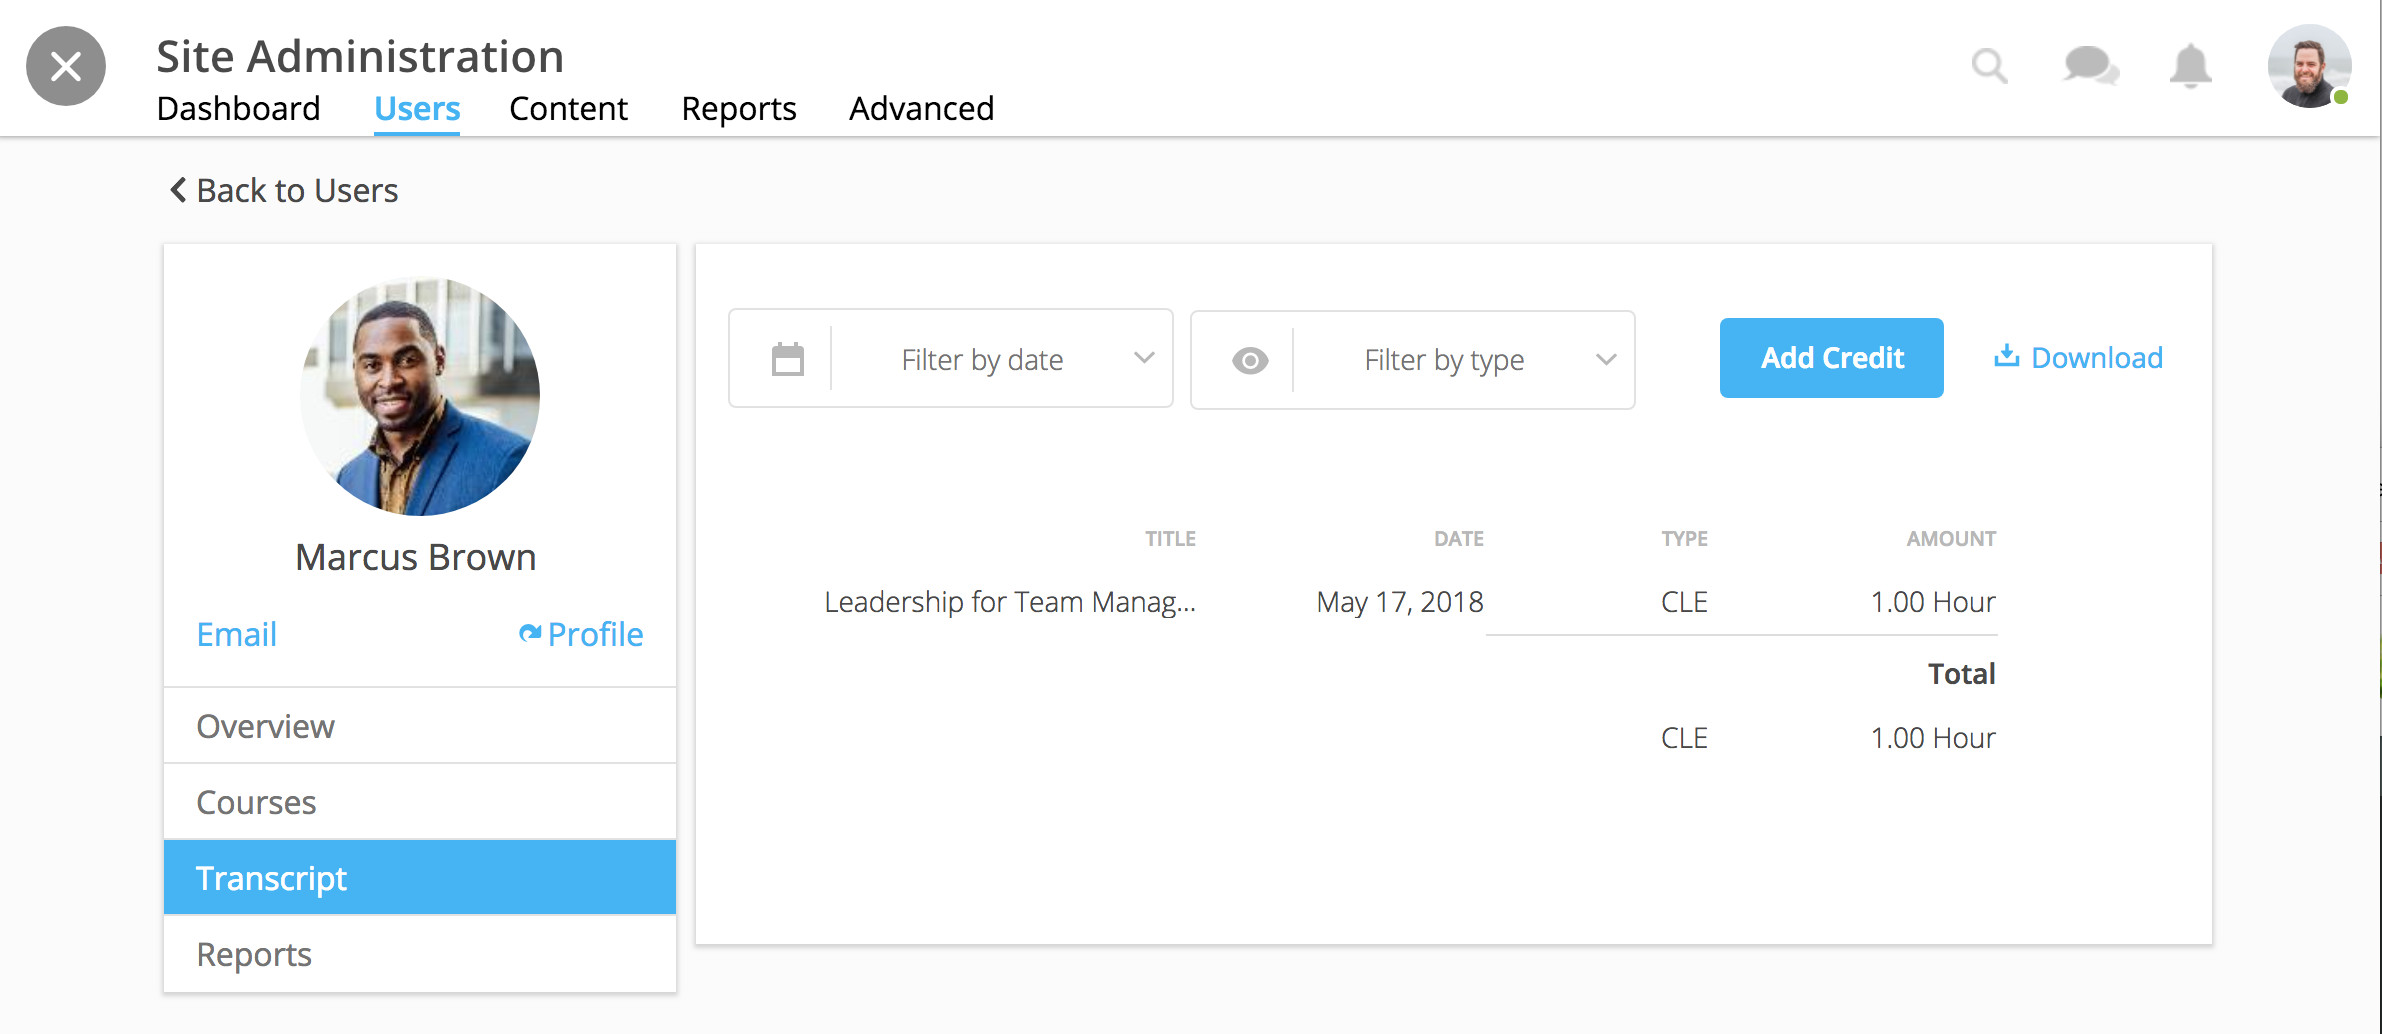 Site Administration
Dashboard Users Content Reports Advanced
Back to Users
Marcus Brown
Email Profile
Overview
Courses
Transcript
Reports
Filter by date Filter by type Add Credit Download
TITLE DATE TYPE AMOUNT
Leadership for Team Manag... May 17, 2018 CLE 1.00 Hour
Total
CLE 1.00 Hour